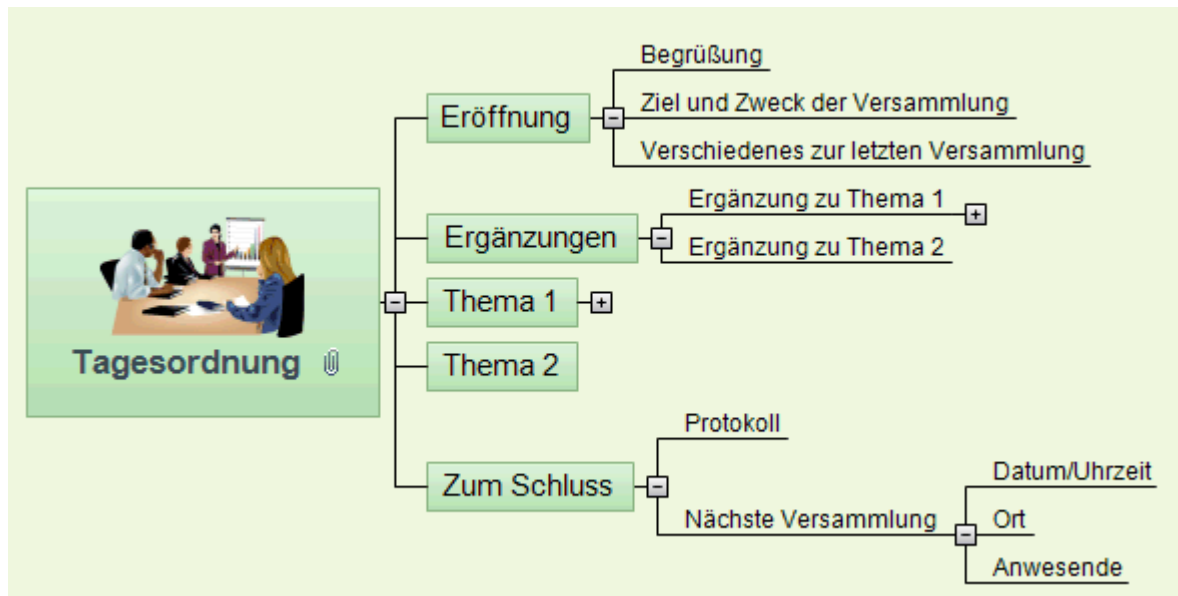 Tagesordnung
Eröffnung
Begrüßung
Ziel und Zweck der Versammlung
Verschiedenes zur letzten Versammlung
Ergänzungen
Ergänzung zu Thema 1
Ergänzung zu Thema 2
Thema 1
Thema 2
Zum Schluss
Protokoll
Nächste Versammlung
Datum/Uhrzeit
Ort
Anwesende